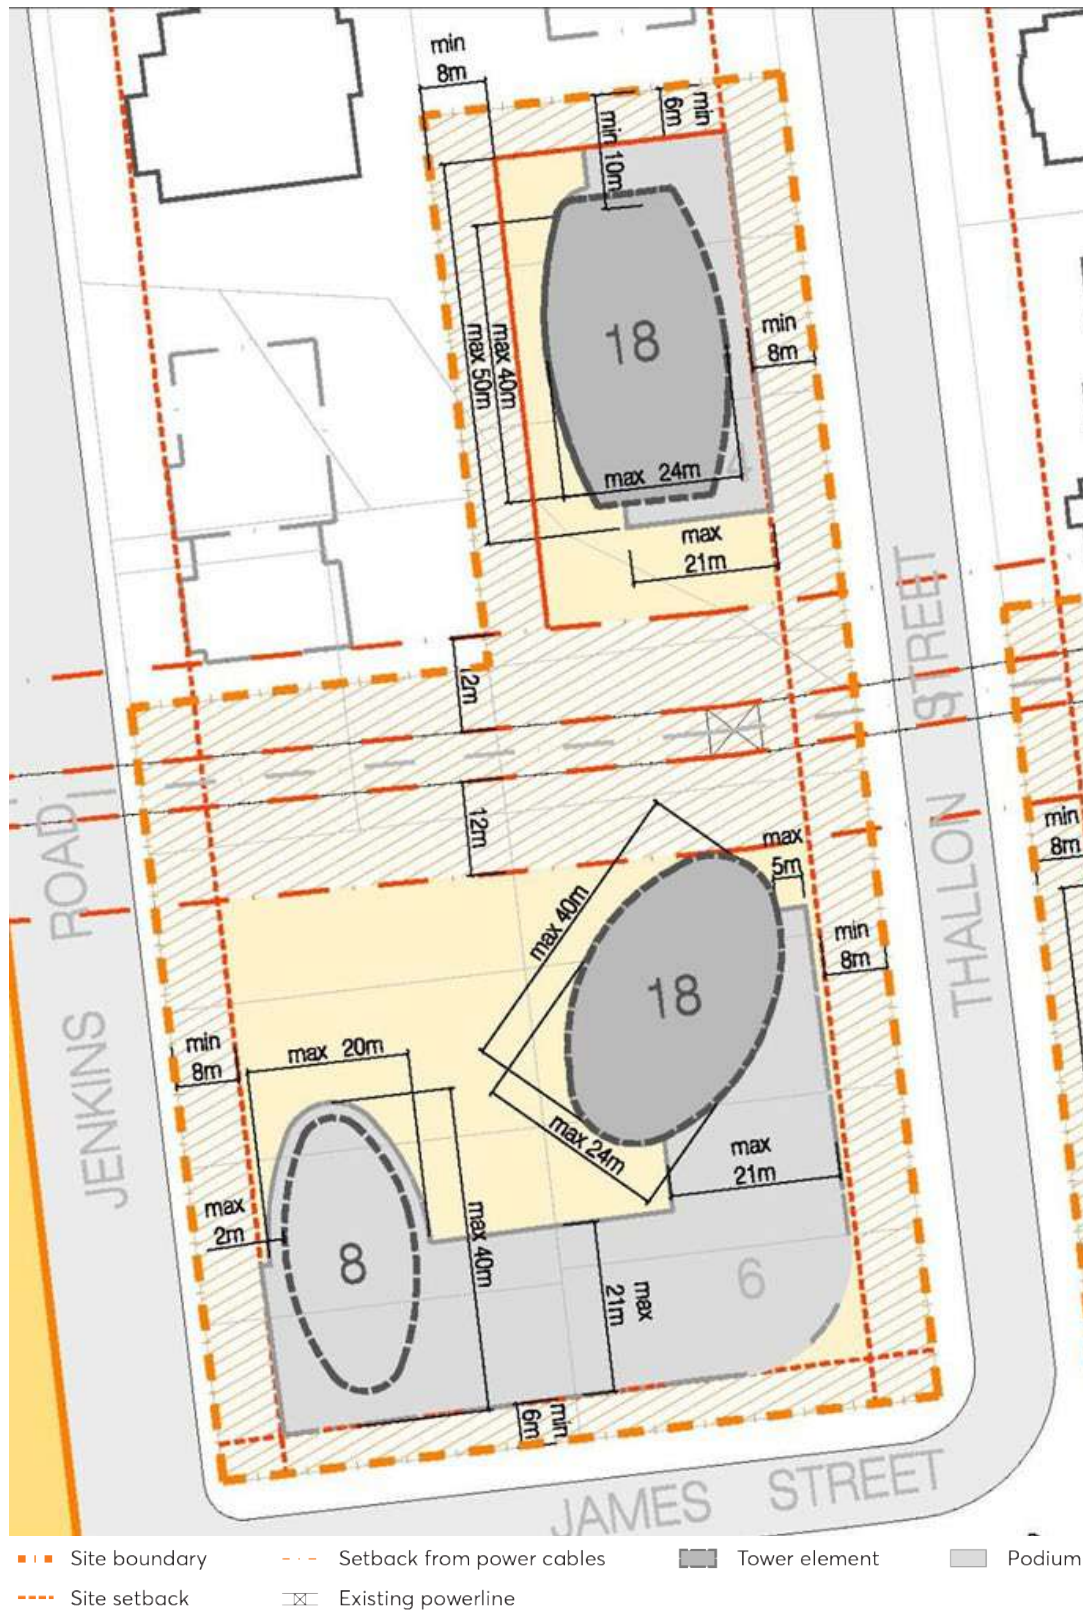 min
8m
min
6m
min 10m
18
max 50m
max 40m
min
8m
4
max 24m
max
21m
12m
STREET
12m
ROAD
THALLON
min
8m
max
5m
max 40m
18
min
8m
JENKINS
min
8m
max 20m
max 24m
max
21m
max
2m
8
max 40m
max
21m
6
min
6m
JAMES STREET
Site boundary
Setback from power cables
Tower element
Podium
Site setback
Existing powerline